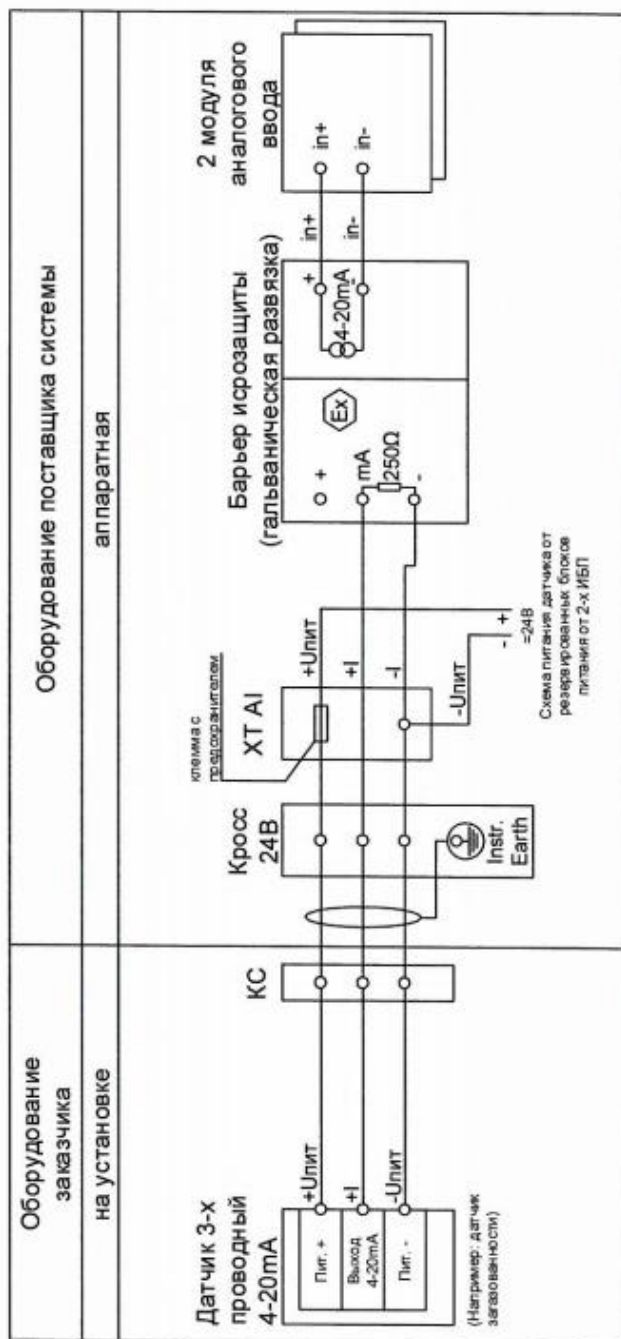 Оборудование
заказчика
Оборудование поставщика системы
на установке
аппаратная
Датчик 3-х
проводный
4-20mA
Пит. +
Выход
4-20mA
Пит. -
+Uпит
+I
-Uпит
(Например: датчик
загазованности)
КС
Кросс
24В
Instr.
Earth
клемма с
предохранителем
XT AI
+Uпит
+I
-I
-Uпит
- +
=24В
Схема питания датчика от
резервированных блоков
питания от 2-х ИБП
Барьер исрозащиты
(гальваническая развязка)
+
mA
250Ω
-
Ex
+
4-20mA
-
in+
in-
2 модуля
аналогового
ввода
in+
in-